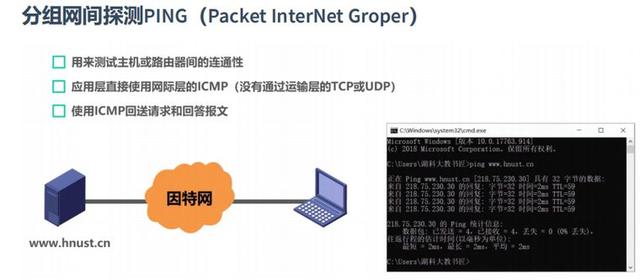 分组网间探测PING（Packet InterNet Groper）
用来测试主机或路由器间的连通性
应用层直接使用网际层的ICMP（没有通过运输层的TCP或UDP）
使用ICMP回送请求和回答报文
因特网
www.hnust.cn
C:\Windows\system32\cmd.exe
Microsoft Windows [版本 10.0.17763.914]
(c) 2018 Microsoft Corporation。保留所有权利。
C:\Users\湖科大教书匠>ping www.hnust.cn
正在 Ping www.hnust.cn [218.75.230.30] 具有 32 字节的数据:
来自 218.75.230.30 的回复: 字节=32 时间=2ms TTL=59
来自 218.75.230.30 的回复: 字节=32 时间=2ms TTL=59
来自 218.75.230.30 的回复: 字节=32 时间=2ms TTL=59
来自 218.75.230.30 的回复: 字节=32 时间=2ms TTL=59
218.75.230.30 的 Ping 统计信息:
数据包: 已发送 = 4，已接收 = 4，丢失 = 0 (0% 丢失)，
往返行程的估计时间(以毫秒为单位):
最短 = 2ms，最长 = 2ms，平均 = 2ms
C:\Users\湖科大教书匠>